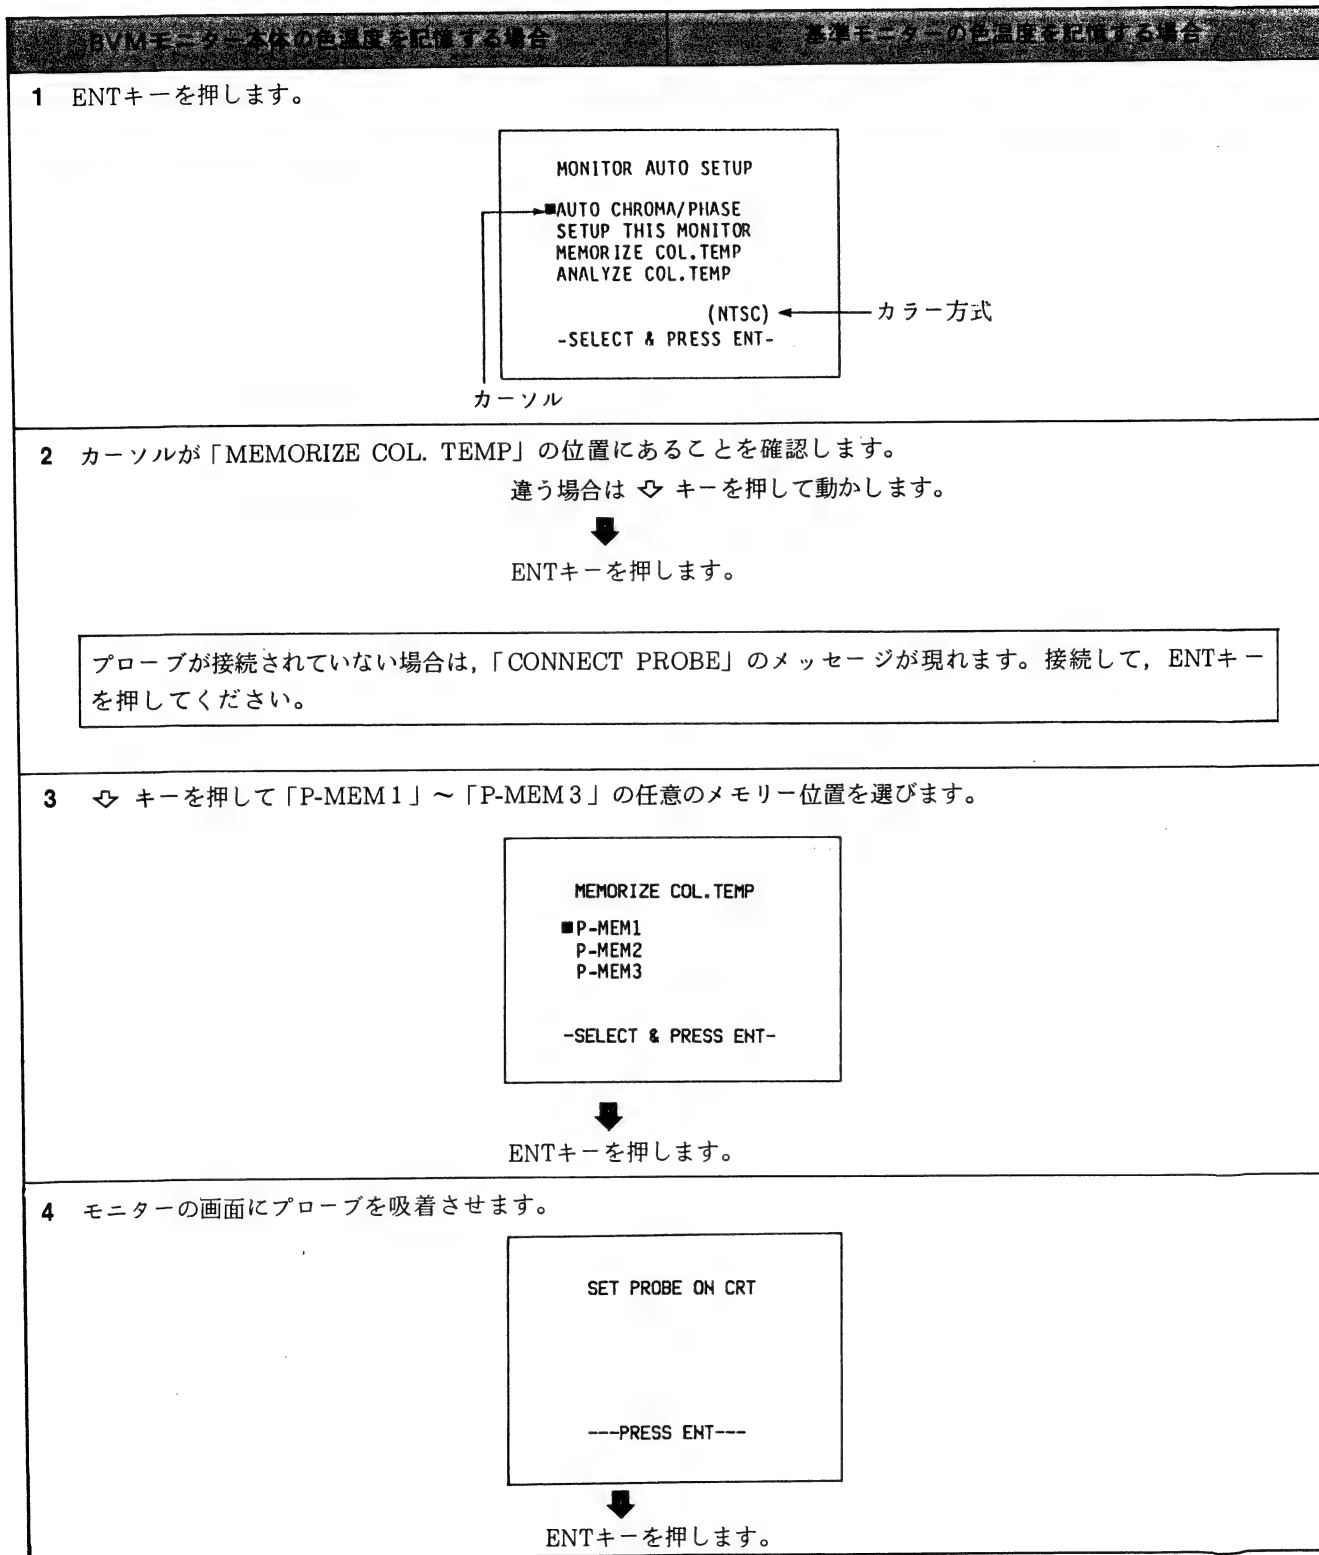 BVMモニター本体の色温度を記憶する場合
基準モニターの色温度を記憶する場合
1 ENTキーを押します。
MONITOR AUTO SETUP
■AUTO CHROMA/PHASE
SETUP THIS MONITOR
MEMORIZE COL.TEMP
ANALYZE COL.TEMP
(NTSC)
カラー方式
-SELECT & PRESS ENT-
カーソル
2 カーソルが「MEMORIZE COL. TEMP」の位置にあることを確認します。
違う場合は キーを押して動かします。
ENTキーを押します。
プローブが接続されていない場合は,「CONNECT PROBE」のメッセージが現れます。接続して, ENTキー
を押してください。
3 キーを押して「P-MEM1」~「P-MEM3」の任意のメモリー位置を選びます。
MEMORIZE COL.TEMP
■P-MEM1
P-MEM2
P-MEM3
-SELECT & PRESS ENT-
ENTキーを押します。
4 モニターの画面にプローブを吸着させます。
SET PROBE ON CRT
---PRESS ENT---
ENTキーを押します。